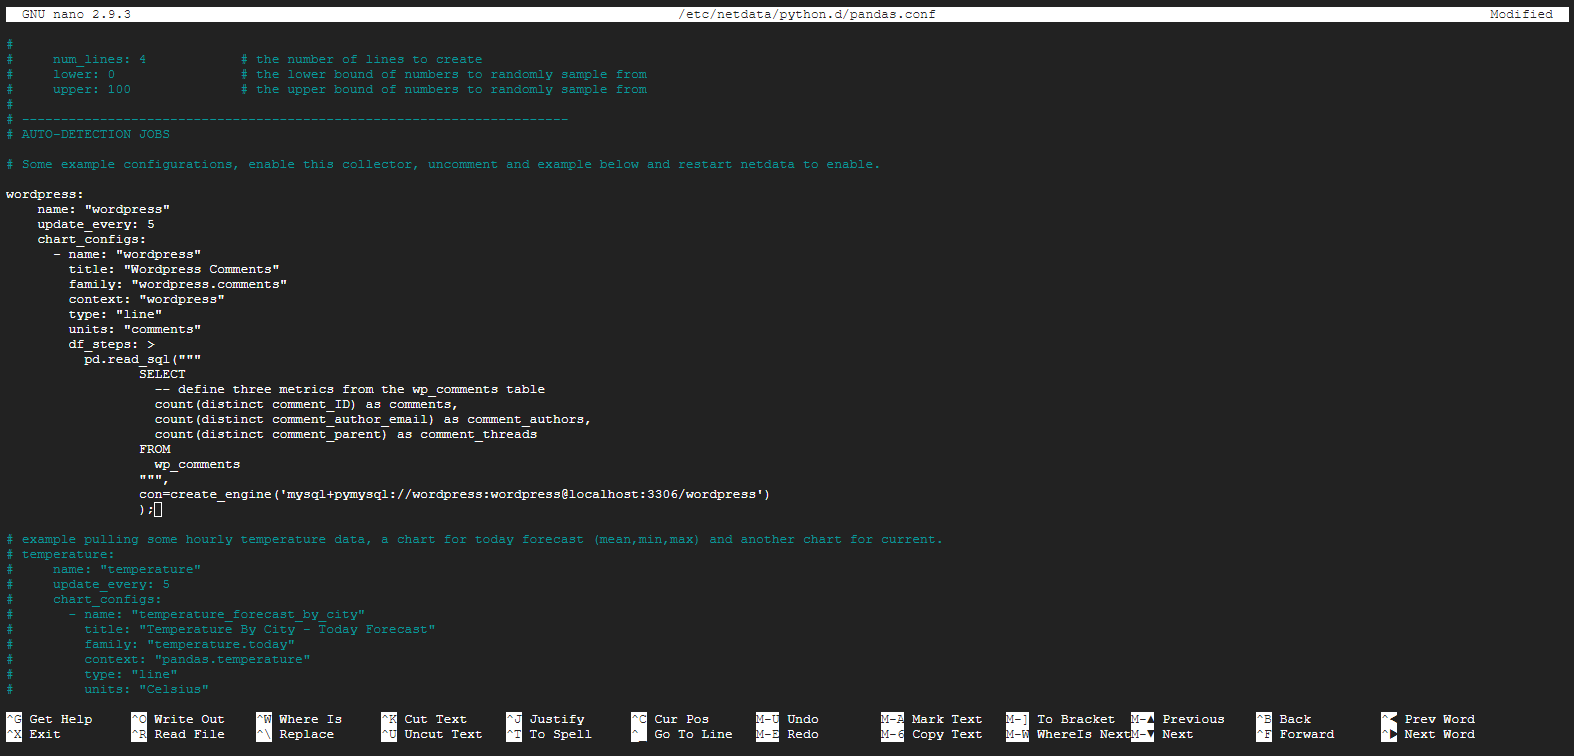 GNU nano 2.9.3 /etc/netdata/python.d/pandas.conf Modified
#
#     num_lines: 4            # the number of lines to create
#     lower: 0                # the lower bound of numbers to randomly sample from
#     upper: 100              # the upper bound of numbers to randomly sample from
#
# ----------------------------------------------------------------------
# AUTO-DETECTION JOBS
# Some example configurations, enable this collector, uncomment and example below and restart netdata to enable.
wordpress:
    name: "wordpress"
    update_every: 5
    chart_configs:
      - name: "wordpress"
        title: "Wordpress Comments"
        family: "wordpress.comments"
        context: "wordpress"
        type: "line"
        units: "comments"
        df_steps: >
          pd.read_sql("""
                 SELECT
                   -- define three metrics from the wp_comments table
                   count(distinct comment_ID) as comments,
                   count(distinct comment_author_email) as comment_authors,
                   count(distinct comment_parent) as comment_threads
                 FROM
                   wp_comments
                 """,
                 con=create_engine('mysql+pymysql://wordpress:wordpress@localhost:3306/wordpress')
                 );
# example pulling some hourly temperature data, a chart for today forecast (mean,min,max) and another chart for current.
# temperature:
#     name: "temperature"
#     update_every: 5
#     chart_configs:
#       - name: "temperature_forecast_by_city"
#         title: "Temperature By City - Today Forecast"
#         family: "temperature.today"
#         context: "pandas.temperature"
#         type: "line"
#         units: "Celsius"
^G Get Help ^O Write Out ^W Where Is ^K Cut Text ^J Justify ^C Cur Pos M-U Undo M-A Mark Text M-] To Bracket M-▲ Previous ^B Back ^◀ Prev Word
^X Exit ^R Read File ^\ Replace ^U Uncut Text ^T To Spell ^_ Go To Line M-E Redo M-6 Copy Text M-W WhereIs Next M-▼ Next ^F Forward ^▶ Next Word